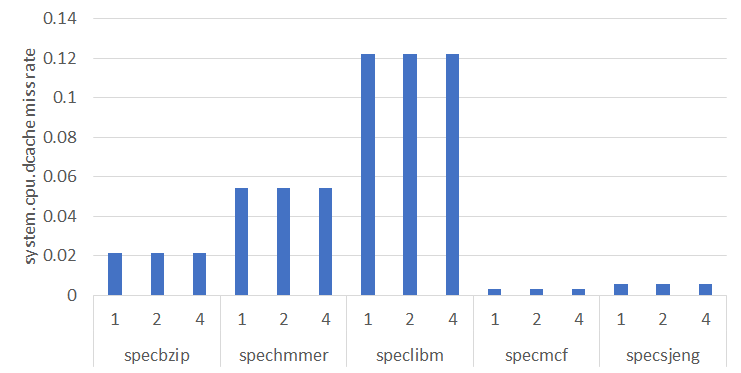 system.cpu.dcache miss rate
0.14
0.12
0.1
0.08
0.06
0.04
0.02
0
1 2 4 1 2 4 1 2 4 1 2 4 1 2 4
specbzip spechmmer speclibm specmcf specsjeng